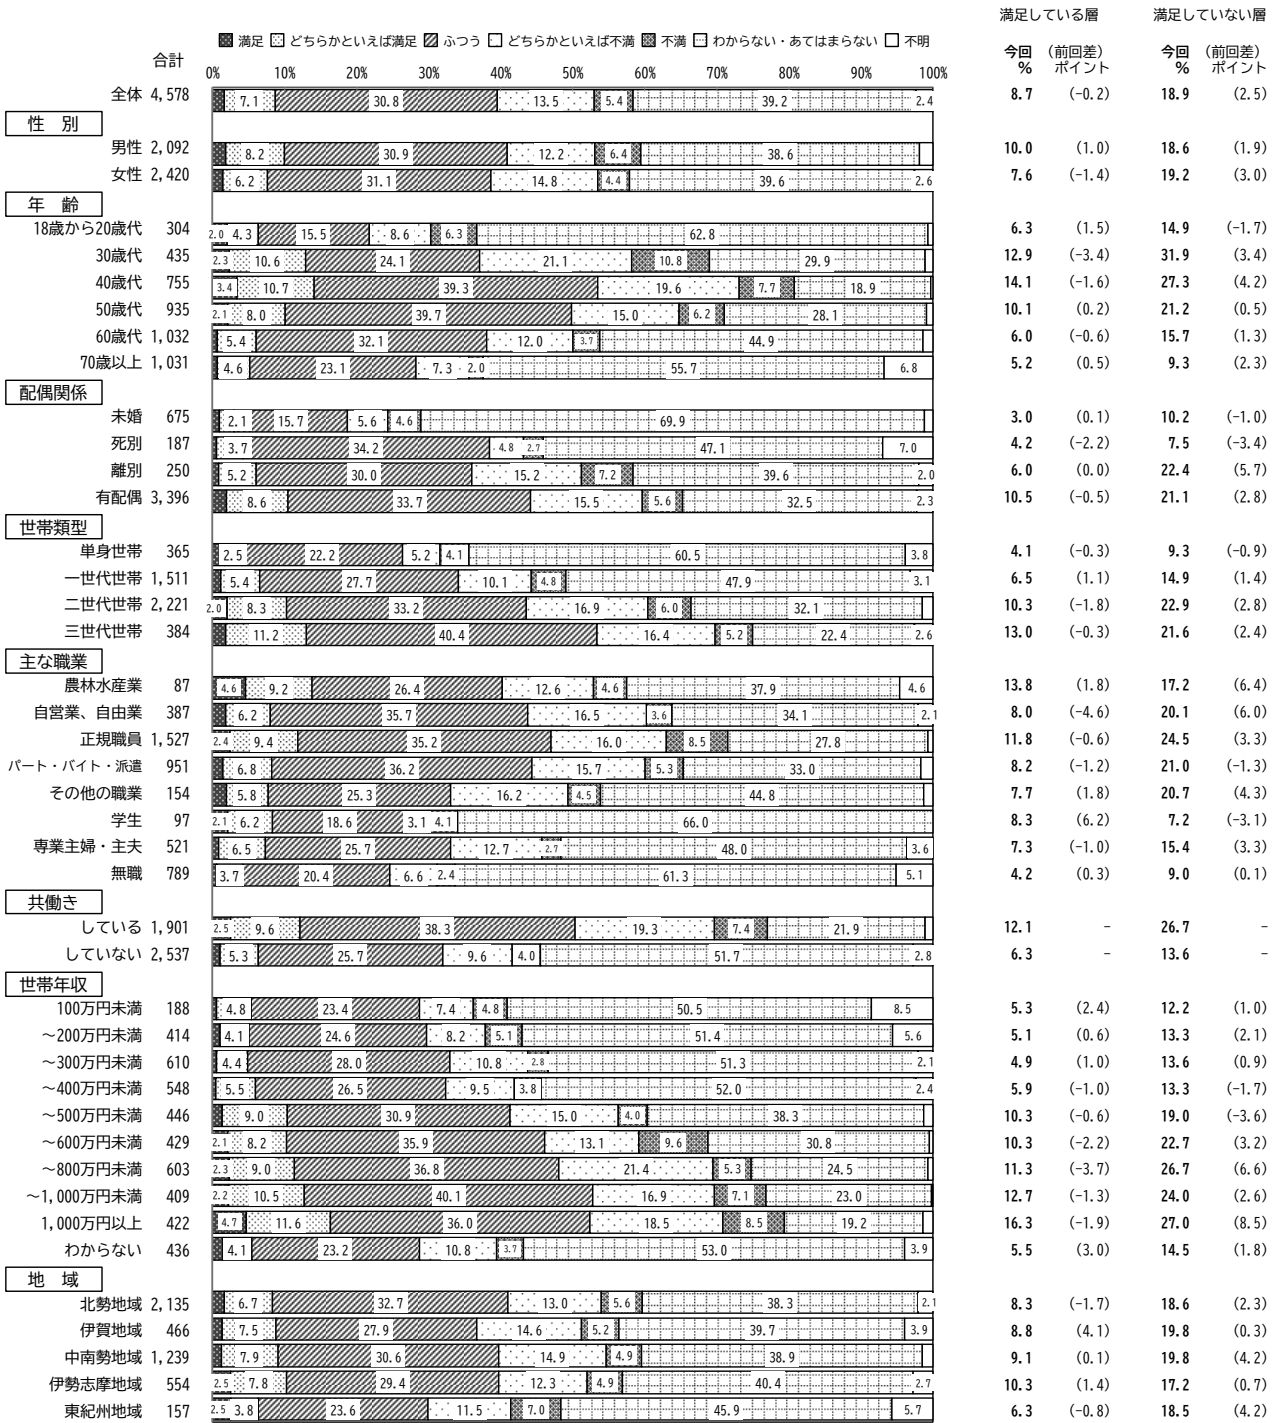 満足している層 満足していない層
満足 どちらかといえば満足 ふつう どちらかといえば不満 不満 わからない・あてはまらない 不明
合計 今回 (前回差) 今回 (前回差)
0% 10% 20% 30% 40% 50% 60% 70% 80% 90% 100% % ポイント % ポイント
全体 4,578 7.1 30.8 13.5 5.4 39.2 2.4 8.7 (-0.2) 18.9 (2.5)
性 別
男性 2,092 8.2 30.9 12.2 6.4 38.6 10.0 (1.0) 18.6 (1.9)
女性 2,420 6.2 31.1 14.8 4.4 39.6 2.6 7.6 (-1.4) 19.2 (3.0)
年 齢
18歳から20歳代 304 2.0 4.3 15.5 8.6 6.3 62.8 6.3 (1.5) 14.9 (-1.7)
30歳代 435 2.3 10.6 24.1 21.1 10.8 29.9 12.9 (-3.4) 31.9 (3.4)
40歳代 755 3.4 10.7 39.3 19.6 7.7 18.9 14.1 (-1.6) 27.3 (4.2)
50歳代 935 2.1 8.0 39.7 15.0 6.2 28.1 10.1 (0.2) 21.2 (0.5)
60歳代 1,032 5.4 32.1 12.0 3.7 44.9 6.0 (-0.6) 15.7 (1.3)
70歳以上 1,031 4.6 23.1 7.3 2.0 55.7 6.8 5.2 (0.5) 9.3 (2.3)
配偶関係
未婚 675 2.1 15.7 5.6 4.6 69.9 3.0 (0.1) 10.2 (-1.0)
死別 187 3.7 34.2 4.8 2.7 47.1 7.0 4.2 (-2.2) 7.5 (-3.4)
離別 250 5.2 30.0 15.2 7.2 39.6 2.0 6.0 (0.0) 22.4 (5.7)
有配偶 3,396 8.6 33.7 15.5 5.6 32.5 2.3 10.5 (-0.5) 21.1 (2.8)
世帯類型
単身世帯 365 2.5 22.2 5.2 4.1 60.5 3.8 4.1 (-0.3) 9.3 (-0.9)
一世代世帯 1,511 5.4 27.7 10.1 4.8 47.9 3.1 6.5 (1.1) 14.9 (1.4)
二世代世帯 2,221 2.0 8.3 33.2 16.9 6.0 32.1 10.3 (-1.8) 22.9 (2.8)
三世代世帯 384 11.2 40.4 16.4 5.2 22.4 2.6 13.0 (-0.3) 21.6 (2.4)
主な職業
農林水産業 87 4.6 9.2 26.4 12.6 4.6 37.9 4.6 13.8 (1.8) 17.2 (6.4)
自営業、自由業 387 6.2 35.7 16.5 3.6 34.1 2.1 8.0 (-4.6) 20.1 (6.0)
正規職員 1,527 2.4 9.4 35.2 16.0 8.5 27.8 11.8 (-0.6) 24.5 (3.3)
パート・バイト・派遣 951 6.8 36.2 15.7 5.3 33.0 8.2 (-1.2) 21.0 (-1.3)
その他の職業 154 5.8 25.3 16.2 4.5 44.8 7.7 (1.8) 20.7 (4.3)
学生 97 2.1 6.2 18.6 3.1 4.1 66.0 8.3 (6.2) 7.2 (-3.1)
専業主婦・主夫 521 6.5 25.7 12.7 2.7 48.0 3.6 7.3 (-1.0) 15.4 (3.3)
無職 789 3.7 20.4 6.6 2.4 61.3 5.1 4.2 (0.3) 9.0 (0.1)
共働き
している 1,901 2.5 9.6 38.3 19.3 7.4 21.9 12.1 - 26.7 -
していない 2,537 5.3 25.7 9.6 4.0 51.7 2.8 6.3 - 13.6 -
世帯年収
100万円未満 188 4.8 23.4 7.4 4.8 50.5 8.5 5.3 (2.4) 12.2 (1.0)
～200万円未満 414 4.1 24.6 8.2 5.1 51.4 5.6 5.1 (0.6) 13.3 (2.1)
～300万円未満 610 4.4 28.0 10.8 2.8 51.3 2.1 4.9 (1.0) 13.6 (0.9)
～400万円未満 548 5.5 26.5 9.5 3.8 52.0 2.4 5.9 (-1.0) 13.3 (-1.7)
～500万円未満 446 9.0 30.9 15.0 4.0 38.3 10.3 (-0.6) 19.0 (-3.6)
～600万円未満 429 2.1 8.2 35.9 13.1 9.6 30.8 10.3 (-2.2) 22.7 (3.2)
～800万円未満 603 2.3 9.0 36.8 21.4 5.3 24.5 11.3 (-3.7) 26.7 (6.6)
～1,000万円未満 409 2.2 10.5 40.1 16.9 7.1 23.0 12.7 (-1.3) 24.0 (2.6)
1,000万円以上 422 4.7 11.6 36.0 18.5 8.5 19.2 16.3 (-1.9) 27.0 (8.5)
わからない 436 4.1 23.2 10.8 3.7 53.0 3.9 5.5 (3.0) 14.5 (1.8)
地 域
北勢地域 2,135 6.7 32.7 13.0 5.6 38.3 2.1 8.3 (-1.7) 18.6 (2.3)
伊賀地域 466 7.5 27.9 14.6 5.2 39.7 3.9 8.8 (4.1) 19.8 (0.3)
中南勢地域 1,239 7.9 30.6 14.9 4.9 38.9 9.1 (0.1) 19.8 (4.2)
伊勢志摩地域 554 2.5 7.8 29.4 12.3 4.9 40.4 2.7 10.3 (1.4) 17.2 (0.7)
東紀州地域 157 2.5 3.8 23.6 11.5 7.0 45.9 5.7 6.3 (-0.8) 18.5 (4.2)